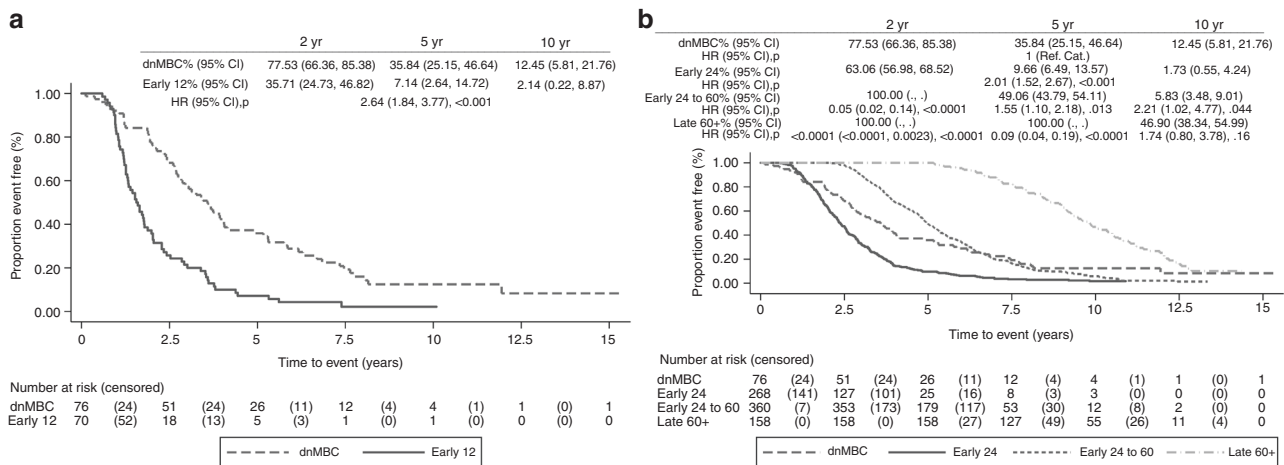 a
2 yr 5 yr 10 yr
dnMBC% (95% CI) 77.53 (66.36, 85.38) 35.84 (25.15, 46.64) 12.45 (5.81, 21.76)
Early 12% (95% CI) 35.71 (24.73, 46.82) 7.14 (2.64, 14.72) 2.14 (0.22, 8.87)
HR (95% CI),p 2.64 (1.84, 3.77), <0.001
Proportion event free (%)
1.00
0.80
0.60
0.40
0.20
0.00
0 2.5 5 7.5 10 12.5 15
Time to event (years)
Number at risk (censored)
dnMBC 76 (24) 51 (24) 26 (11) 12 (4) 4 (1) 1 (0) 1
Early 12 70 (52) 18 (13) 5 (3) 1 (0) 1 (0) 0 (0) 0
dnMBC Early 12
b
2 yr 5 yr 10 yr
dnMBC% (95% CI) 77.53 (66.36, 85.38) 35.84 (25.15, 46.64) 12.45 (5.81, 21.76)
HR (95% CI),p 1 (Ref. Cat.)
Early 24% (95% CI) 63.06 (56.98, 68.52) 9.66 (6.49, 13.57) 1.73 (0.55, 4.24)
HR (95% CI),p 2.01 (1.52, 2.67), <0.001
Early 24 to 60% (95% CI) 100.00 (., .) 49.06 (43.79, 54.11) 5.83 (3.48, 9.01)
HR (95% CI),p 0.05 (0.02, 0.14), <0.0001 1.55 (1.10, 2.18), .013 2.21 (1.02, 4.77), .044
Late 60+% (95% CI) 100.00 (., .) 100.00 (., .) 46.90 (38.34, 54.99)
HR (95% CI),p <0.0001 (<0.0001, 0.0023), <0.0001 0.09 (0.04, 0.19), <0.0001 1.74 (0.80, 3.78), .16
Proportion event free (%)
1.00
0.80
0.60
0.40
0.20
0.00
0 2.5 5 7.5 10 12.5 15
Time to event (years)
Number at risk (censored)
dnMBC 76 (24) 51 (24) 26 (11) 12 (4) 4 (1) 1 (0) 1
Early 24 268 (141) 127 (101) 25 (16) 8 (3) 3 (0) 0 (0) 0
Early 24 to 60 360 (7) 353 (173) 179 (117) 53 (30) 12 (8) 2 (0) 0
Late 60+ 158 (0) 158 (0) 158 (27) 127 (49) 55 (26) 11 (4) 0
dnMBC Early 24 Early 24 to 60 Late 60+